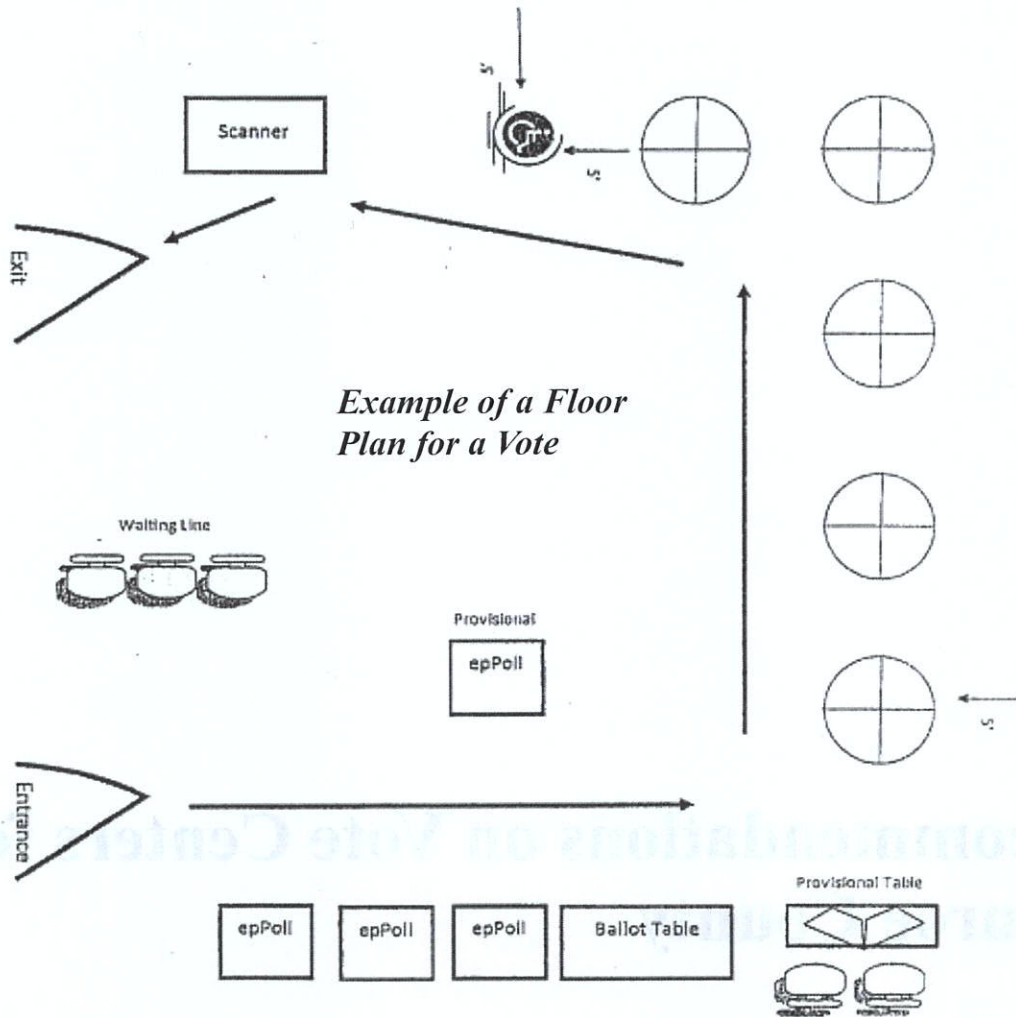 5'
Scanner
5'
Exit
Example of a Floor
Plan for a Vote
Waiting Line
Provisional
epPoll
5'
Entrance
Provisional Table
epPoll
epPoll
epPoll
Ballot Table